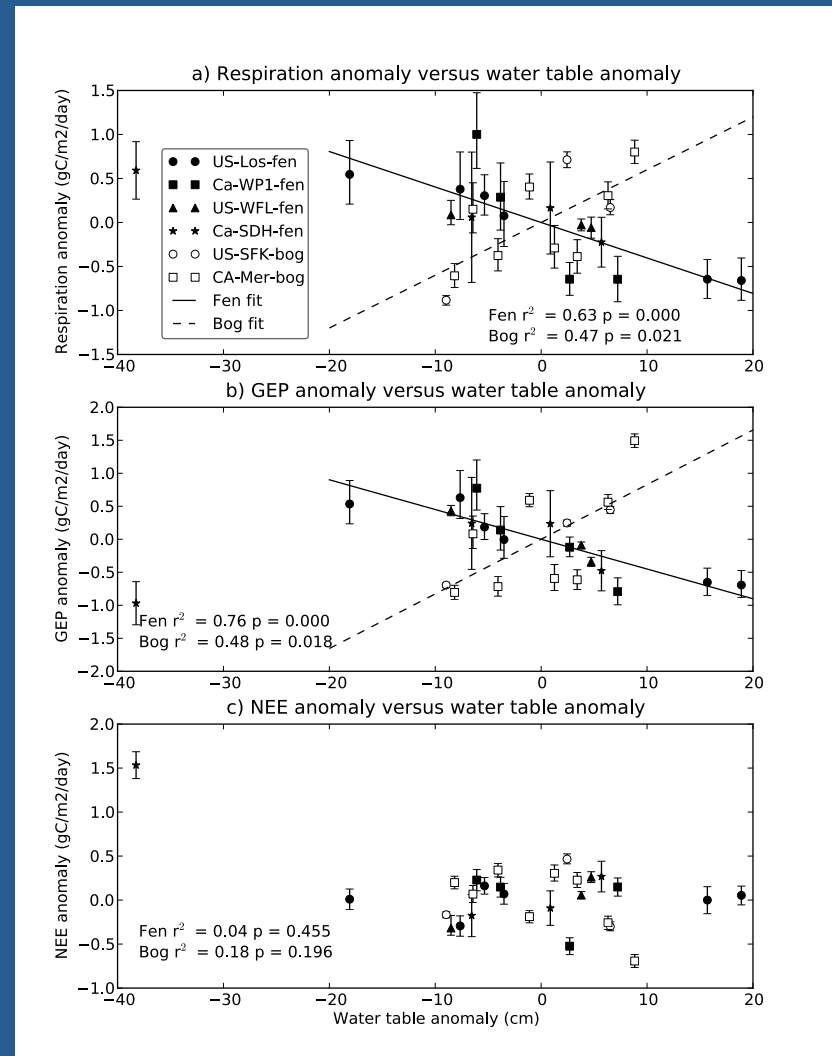 a) Respiration anomaly versus water table anomaly
Respiration anomaly (gC/m2/day)
1.5
1.0
0.5
0.0
−0.5
−1.0
−1.5
US-Los-fen
Ca-WP1-fen
US-WFL-fen
Ca-SDH-fen
US-SFK-bog
CA-Mer-bog
Fen fit
Bog fit
Fen r² = 0.63 p = 0.000
Bog r² = 0.47 p = 0.021
−40 −30 −20 −10 0 10 20
b) GEP anomaly versus water table anomaly
GEP anomaly (gC/m2/day)
2.0
1.5
1.0
0.5
0.0
−0.5
−1.0
−1.5
−2.0
Fen r² = 0.76 p = 0.000
Bog r² = 0.48 p = 0.018
−40 −30 −20 −10 0 10 20
c) NEE anomaly versus water table anomaly
NEE anomaly (gC/m2/day)
2.0
1.5
1.0
0.5
0.0
−0.5
−1.0
Fen r² = 0.04 p = 0.455
Bog r² = 0.18 p = 0.196
−40 −30 −20 −10 0 10 20
Water table anomaly (cm)